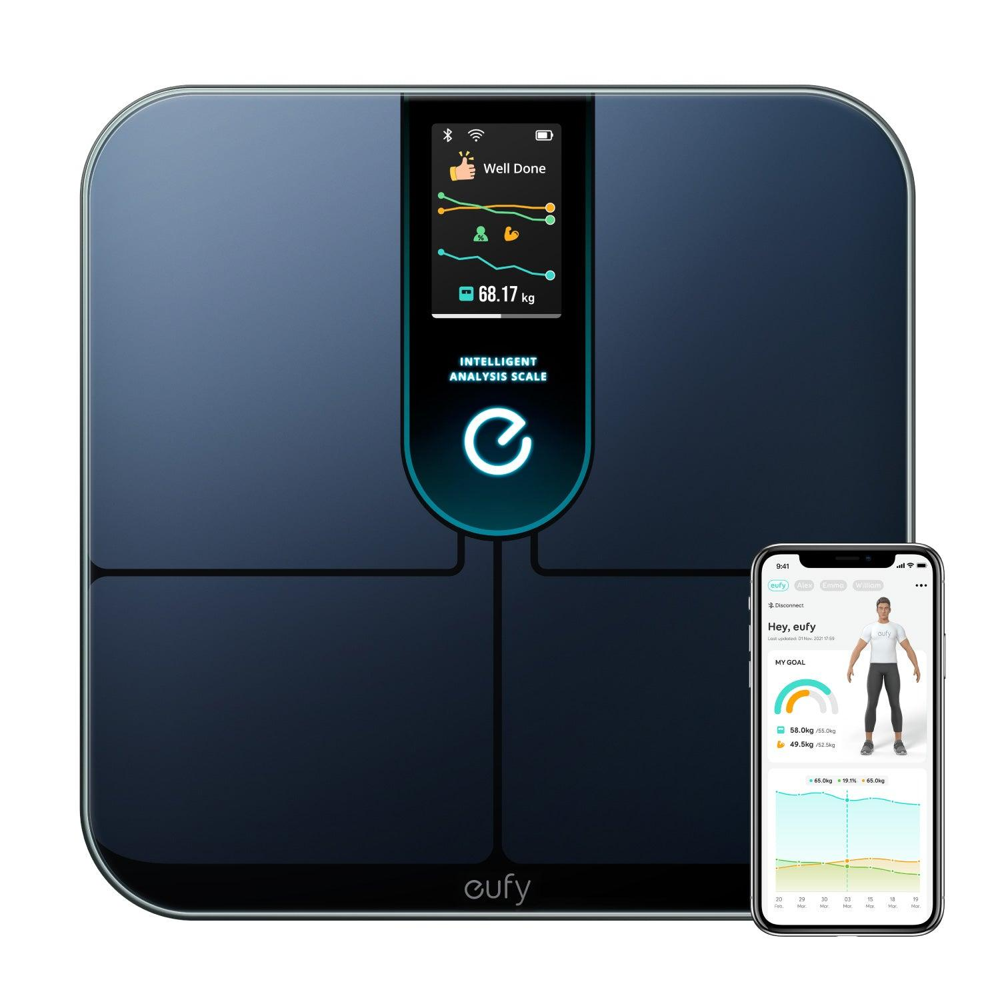 Well Done
%
68.17 kg
INTELLIGENT
ANALYSIS SCALE
eufy
9:41
eufy Alex Emma William
Disconnect
Hey, eufy
Last updated: 01 Nov. 2021 17:59
eufy
MY GOAL
58.0kg /55.0kg
49.5kg /52.5kg
65.0kg 19.1% 65.0kg
20 29 30 03 15 18 19
Feb. Mar. Mar. Mar. Mar. Mar. Mar.